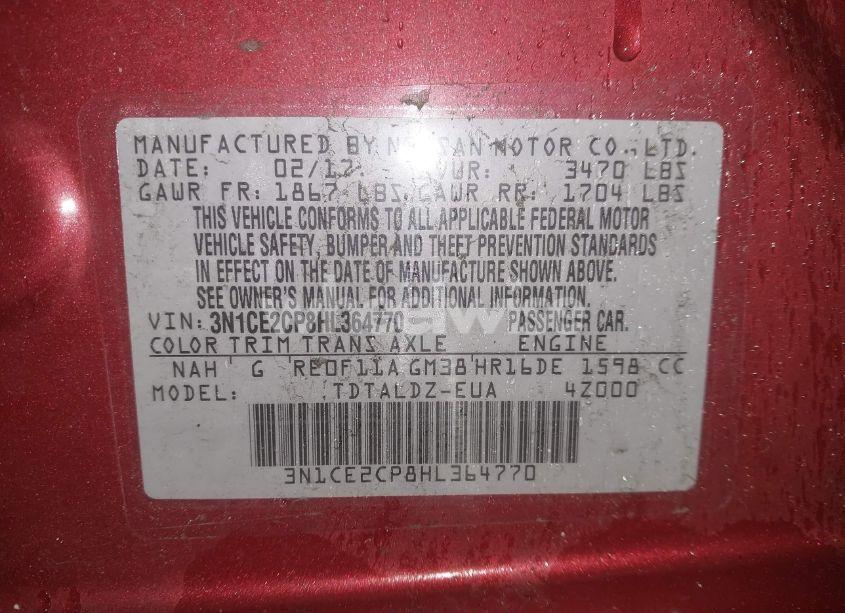 MANUFACTURED BY NISSAN MOTOR CO., LTD.
DATE: 02/17 GVWR: 3470 LBS
GAWR FR: 1867 LBS. GAWR RR: 1704 LBS
THIS VEHICLE CONFORMS TO ALL APPLICABLE FEDERAL MOTOR
VEHICLE SAFETY, BUMPER AND THEFT PREVENTION STANDARDS
IN EFFECT ON THE DATE OF MANUFACTURE SHOWN ABOVE.
SEE OWNER'S MANUAL FOR ADDITIONAL INFORMATION.
VIN: 3N1CE2CP8HL364770 PASSENGER CAR.
COLOR TRIM TRANS AXLE ENGINE
NAH G RE0F11A GM38 HR16DE 1598 CC
MODEL: TDTALDZ-EUA 4Z000
3N1CE2CP8HL364770